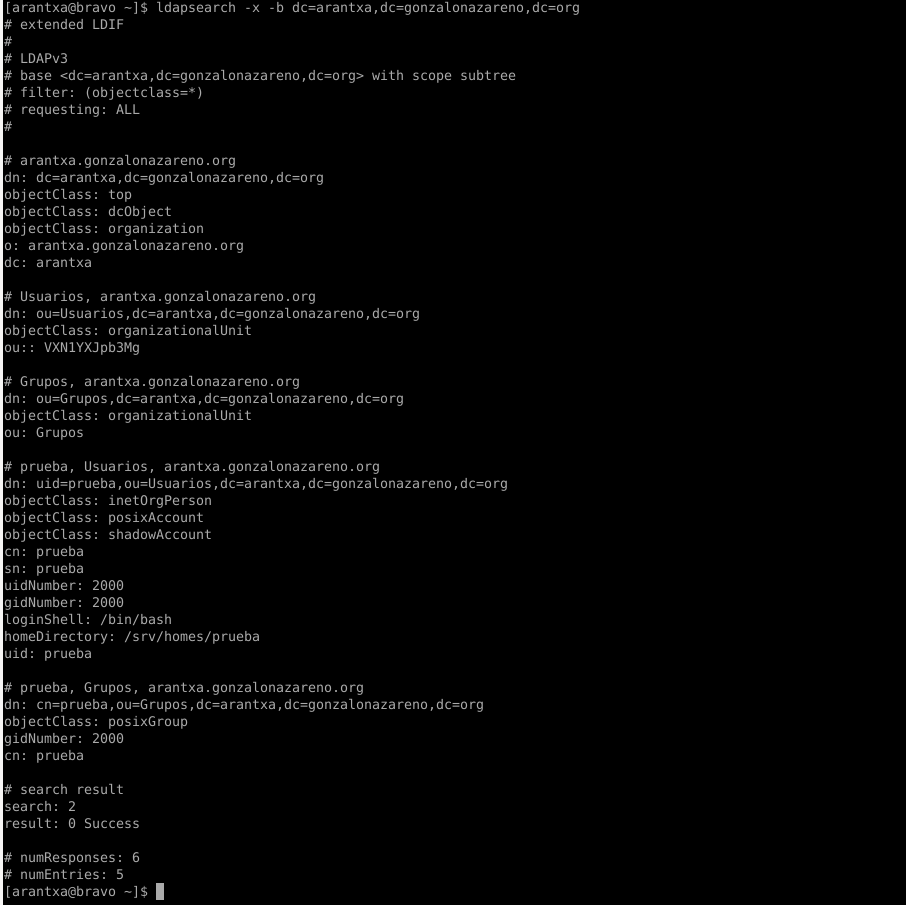 [arantxa@bravo ~]$ ldapsearch -x -b dc=arantxa,dc=gonzalonazareno,dc=org
# extended LDIF
#
# LDAPv3
# base <dc=arantxa,dc=gonzalonazareno,dc=org> with scope subtree
# filter: (objectclass=*)
# requesting: ALL
#

# arantxa.gonzalonazareno.org
dn: dc=arantxa,dc=gonzalonazareno,dc=org
objectClass: top
objectClass: dcObject
objectClass: organization
o: arantxa.gonzalonazareno.org
dc: arantxa

# Usuarios, arantxa.gonzalonazareno.org
dn: ou=Usuarios,dc=arantxa,dc=gonzalonazareno,dc=org
objectClass: organizationalUnit
ou:: VXN1YXJpb3Mg

# Grupos, arantxa.gonzalonazareno.org
dn: ou=Grupos,dc=arantxa,dc=gonzalonazareno,dc=org
objectClass: organizationalUnit
ou: Grupos

# prueba, Usuarios, arantxa.gonzalonazareno.org
dn: uid=prueba,ou=Usuarios,dc=arantxa,dc=gonzalonazareno,dc=org
objectClass: inetOrgPerson
objectClass: posixAccount
objectClass: shadowAccount
cn: prueba
sn: prueba
uidNumber: 2000
gidNumber: 2000
loginShell: /bin/bash
homeDirectory: /srv/homes/prueba
uid: prueba

# prueba, Grupos, arantxa.gonzalonazareno.org
dn: cn=prueba,ou=Grupos,dc=arantxa,dc=gonzalonazareno,dc=org
objectClass: posixGroup
gidNumber: 2000
cn: prueba

# search result
search: 2
result: 0 Success

# numResponses: 6
# numEntries: 5
[arantxa@bravo ~]$